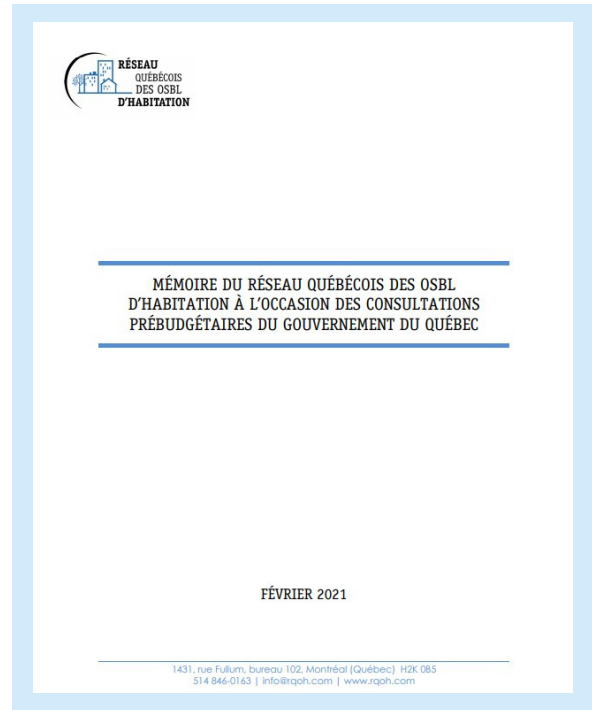 RÉSEAU
QUÉBÉCOIS
DES OSBL
D'HABITATION
MÉMOIRE DU RÉSEAU QUÉBÉCOIS DES OSBL
D'HABITATION À L'OCCASION DES CONSULTATIONS
PRÉBUDGÉTAIRES DU GOUVERNEMENT DU QUÉBEC
FÉVRIER 2021
1431, rue Fullum, bureau 102, Montréal (Québec) H2K 0B5
514 846-0163 | info@rqoh.com | www.rqoh.com